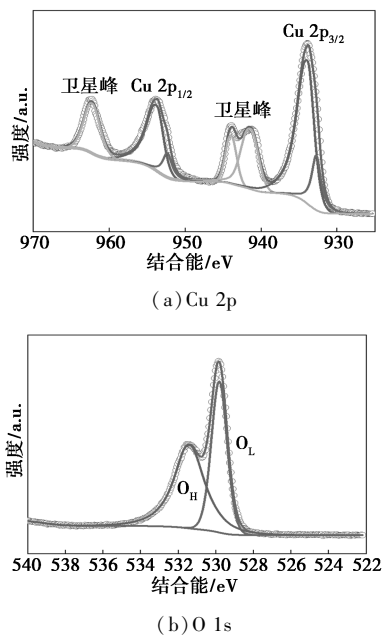 Cu 2p3/2
卫星峰
Cu 2p1/2
卫星峰
强度/a.u.
970 960 950 940 930
结合能/eV
(a)Cu 2p
OL
OH
强度/a.u.
540 538 536 534 532 530 528 526 524 522
结合能/eV
(b)O 1s